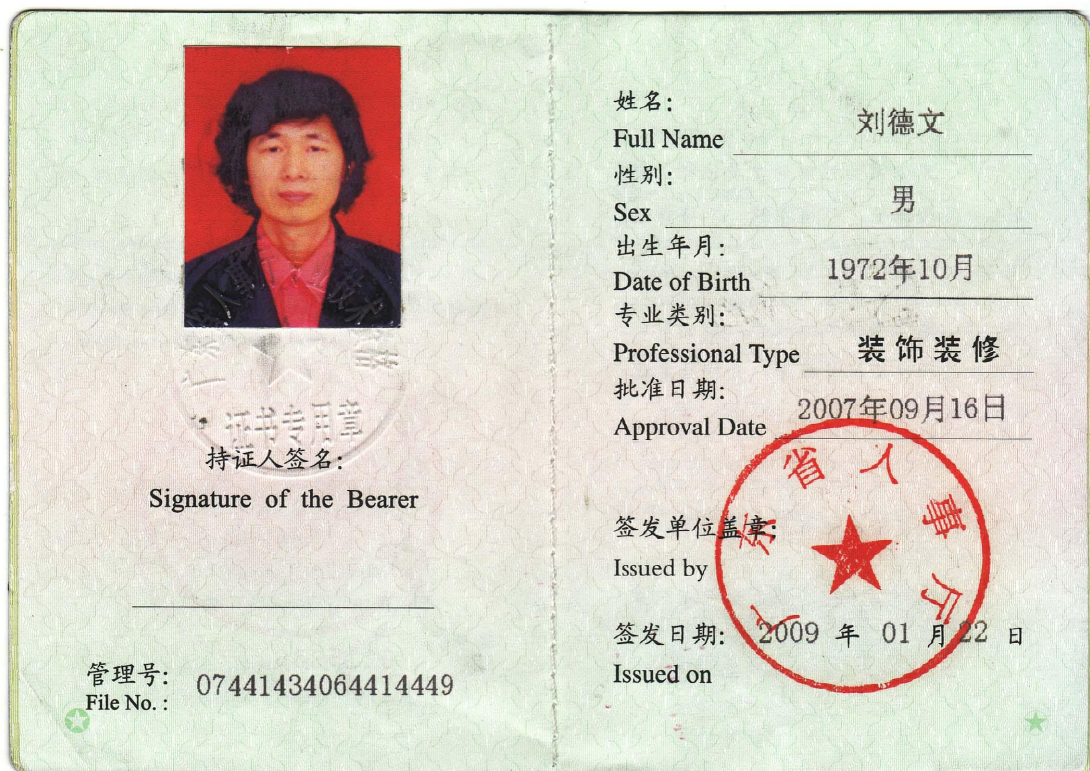 广东
证书专用章
持证人签名:
Signature of the Bearer
管理号:
File No. :
07441434064414449
姓名:
Full Name
刘德文
性别:
Sex
男
出生年月:
Date of Birth
1972年10月
专业类别:
Professional Type
装饰装修
批准日期:
Approval Date
2007年09月16日
签发单位盖章:
Issued by
广东省人事厅
签发日期:
2009 年 01 月 22 日
Issued on